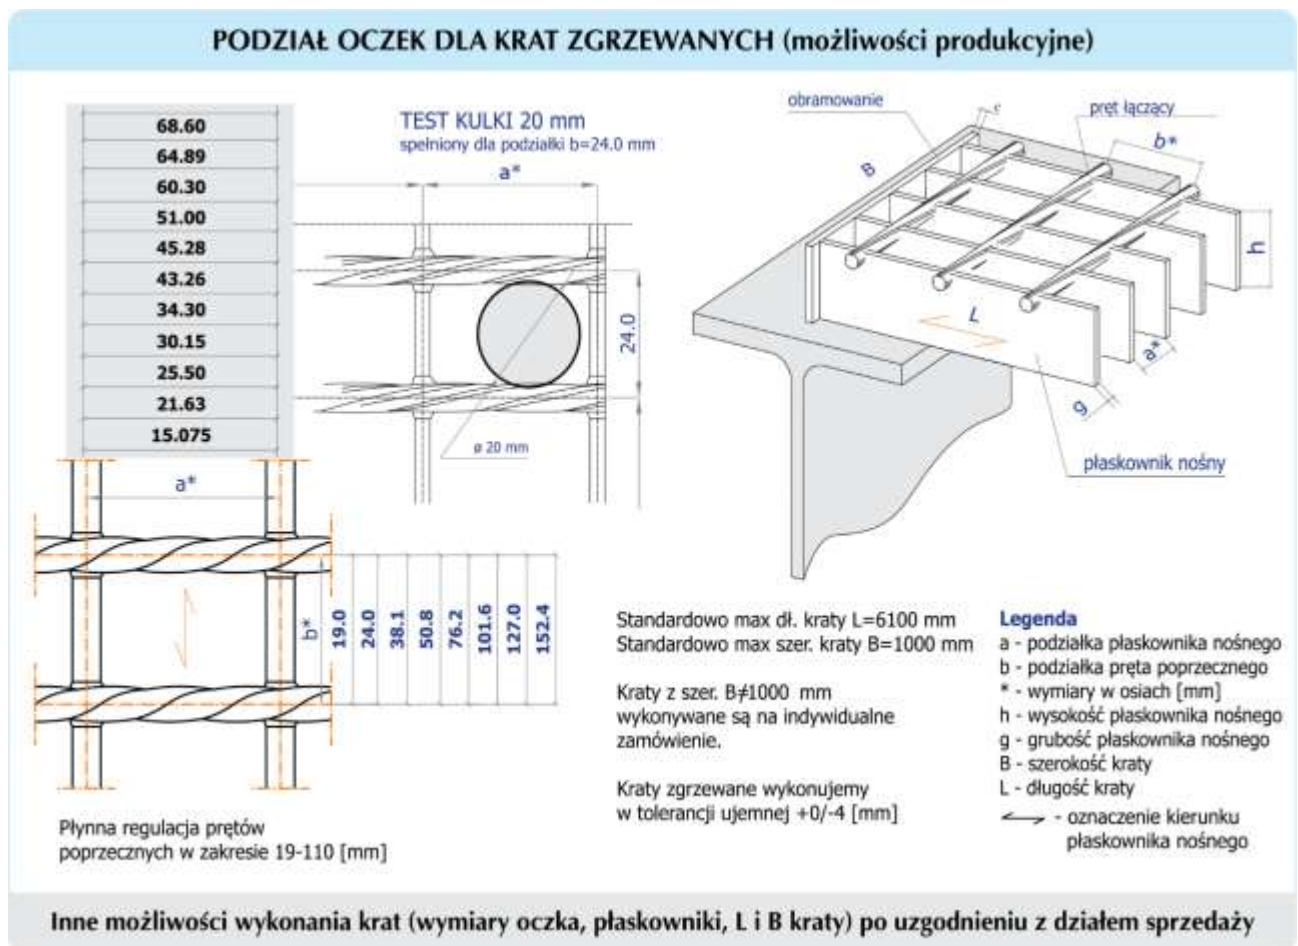 PODZIAŁ OCZEK DLA KRAT ZGRZEWANYCH (możliwości produkcyjne)
68.60
64.89
60.30
51.00
45.28
43.26
34.30
30.15
25.50
21.63
15.075
a*
b*
19.0
24.0
38.1
50.8
76.2
101.6
127.0
152.4
Płynna regulacja prętów
poprzecznych w zakresie 19-110 [mm]
TEST KULKI 20 mm
spełniony dla podziałki b=24.0 mm
a*
24.0
ø 20 mm
obramowanie
s
pręt łączący
b*
B
h
L
a*
g
płaskownik nośny
Standardowo max dł. kraty L=6100 mm
Standardowo max szer. kraty B=1000 mm
Kraty z szer. B≠1000 mm
wykonywane są na indywidualne
zamówienie.
Kraty zgrzewane wykonujemy
w tolerancji ujemnej +0/-4 [mm]
Legenda
a - podziałka płaskownika nośnego
b - podziałka pręta poprzecznego
* - wymiary w osiach [mm]
h - wysokość płaskownika nośnego
g - grubość płaskownika nośnego
B - szerokość kraty
L - długość kraty
- oznaczenie kierunku
płaskownika nośnego
Inne możliwości wykonania krat (wymiary oczka, płaskowniki, L i B kraty) po uzgodnieniu z działem sprzedaży